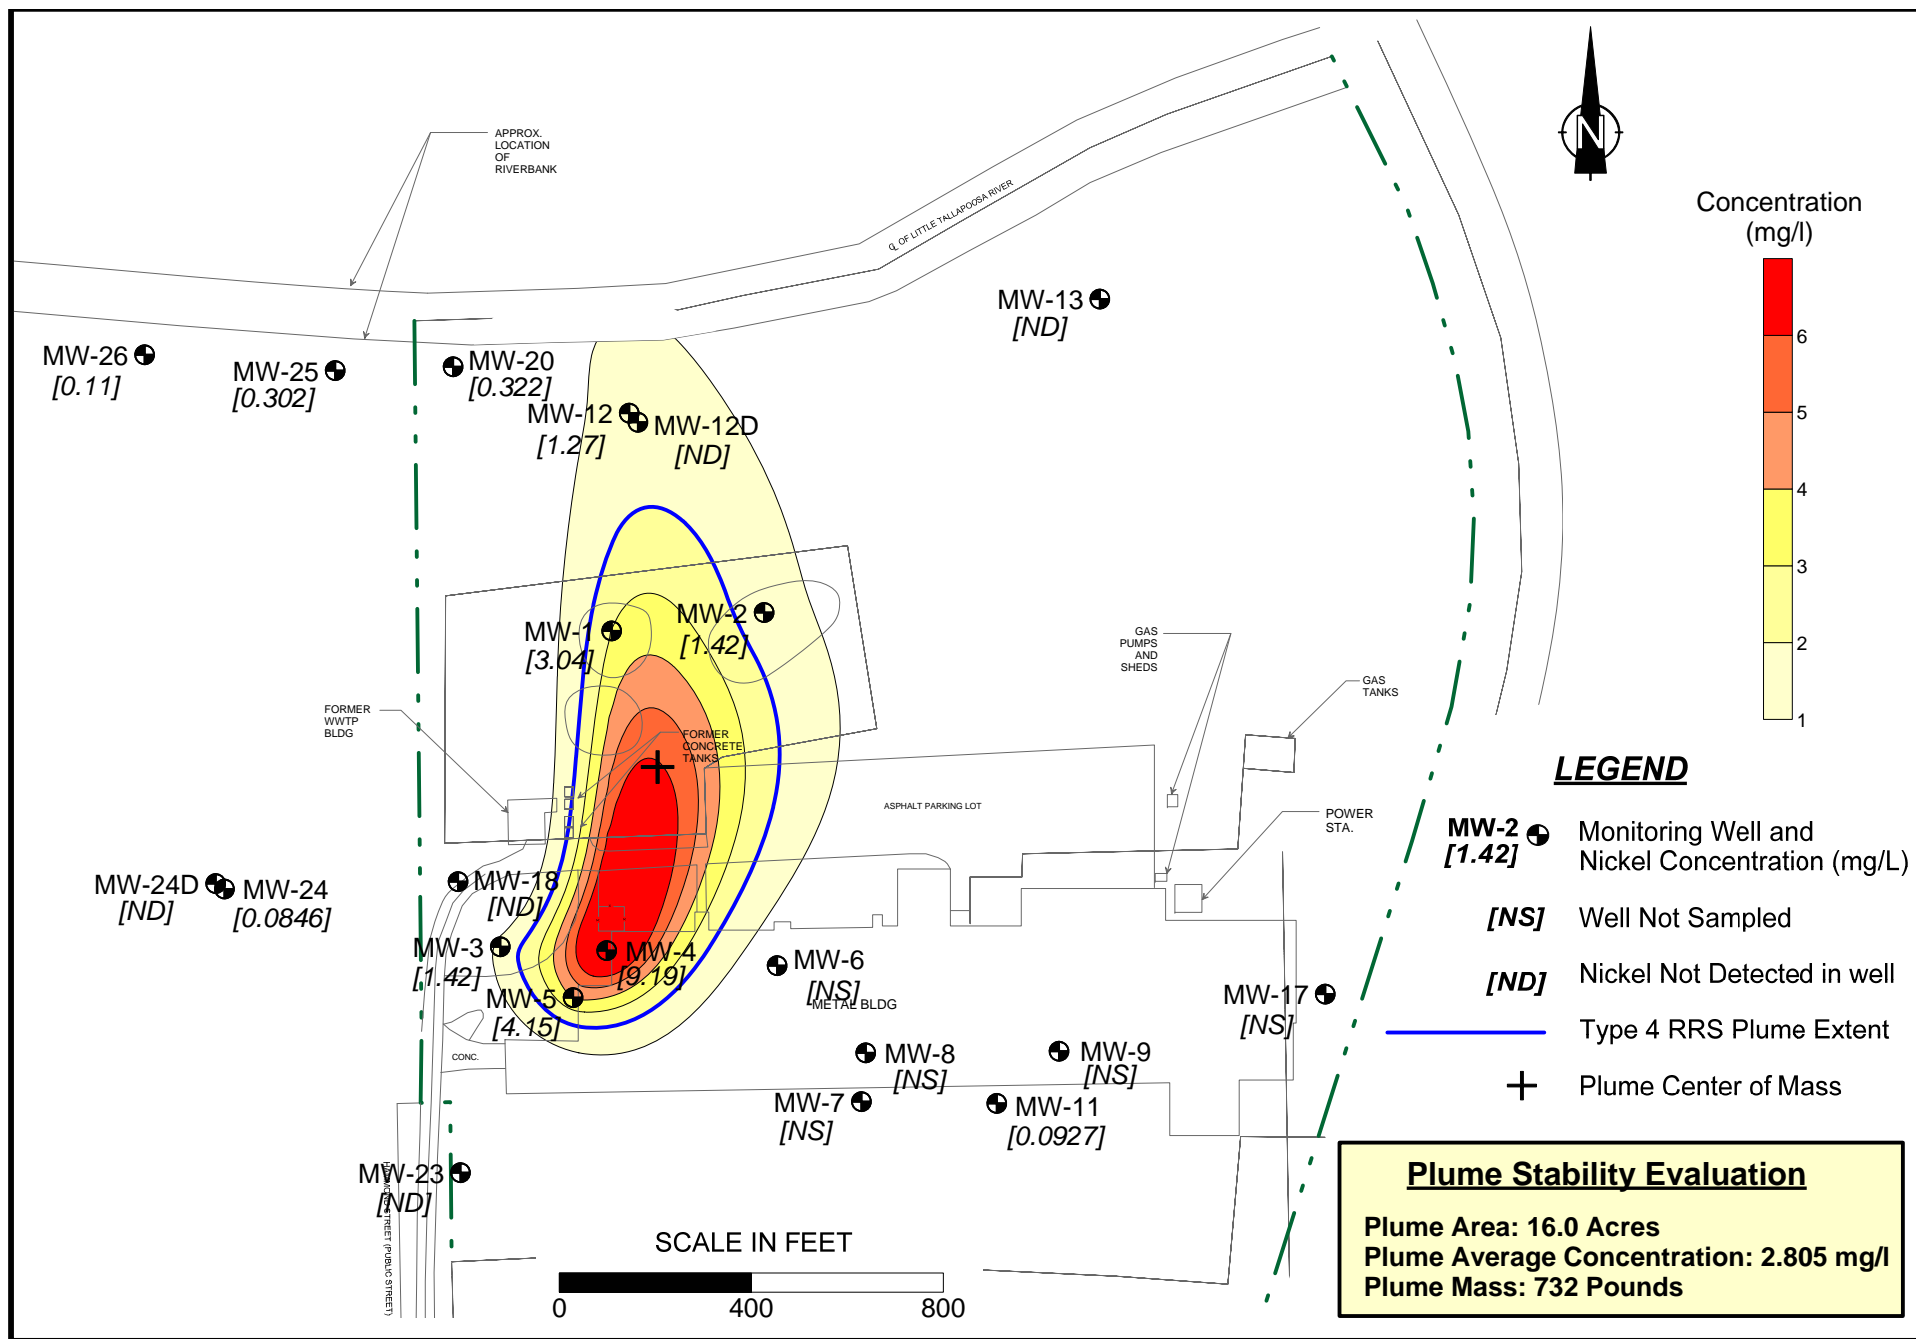 APPROX.
LOCATION
OF
RIVERBANK
℄ OF LITTLE TALLAPOOSA RIVER
N
Concentration
(mg/l)
6
5
4
3
2
1
MW-13
[ND]
MW-26
[0.11]
MW-25
[0.302]
MW-20
[0.322]
MW-12
[1.27]
MW-12D
[ND]
MW-1
[3.04]
MW-2
[1.42]
GAS
PUMPS
AND
SHEDS
GAS
TANKS
FORMER
WWTP
BLDG
FORMER
CONCRETE
TANKS
ASPHALT PARKING LOT
POWER
STA.
MW-24D
[ND]
MW-24
[0.0846]
MW-18
[ND]
MW-3
[1.42]
MW-4
[9.19]
MW-5
[4.15]
MW-6
[NS]
METAL BLDG
MW-17
[NS]
CONC.
MW-8
[NS]
MW-9
[NS]
MW-7
[NS]
MW-11
[0.0927]
MW-23
[ND]
STREET (PUBLIC STREET)
SCALE IN FEET
0
400
800
LEGEND
MW-2
[1.42]
Monitoring Well and
Nickel Concentration (mg/L)
[NS]
Well Not Sampled
[ND]
Nickel Not Detected in well
Type 4 RRS Plume Extent
Plume Center of Mass
Plume Stability Evaluation
Plume Area: 16.0 Acres
Plume Average Concentration: 2.805 mg/l
Plume Mass: 732 Pounds